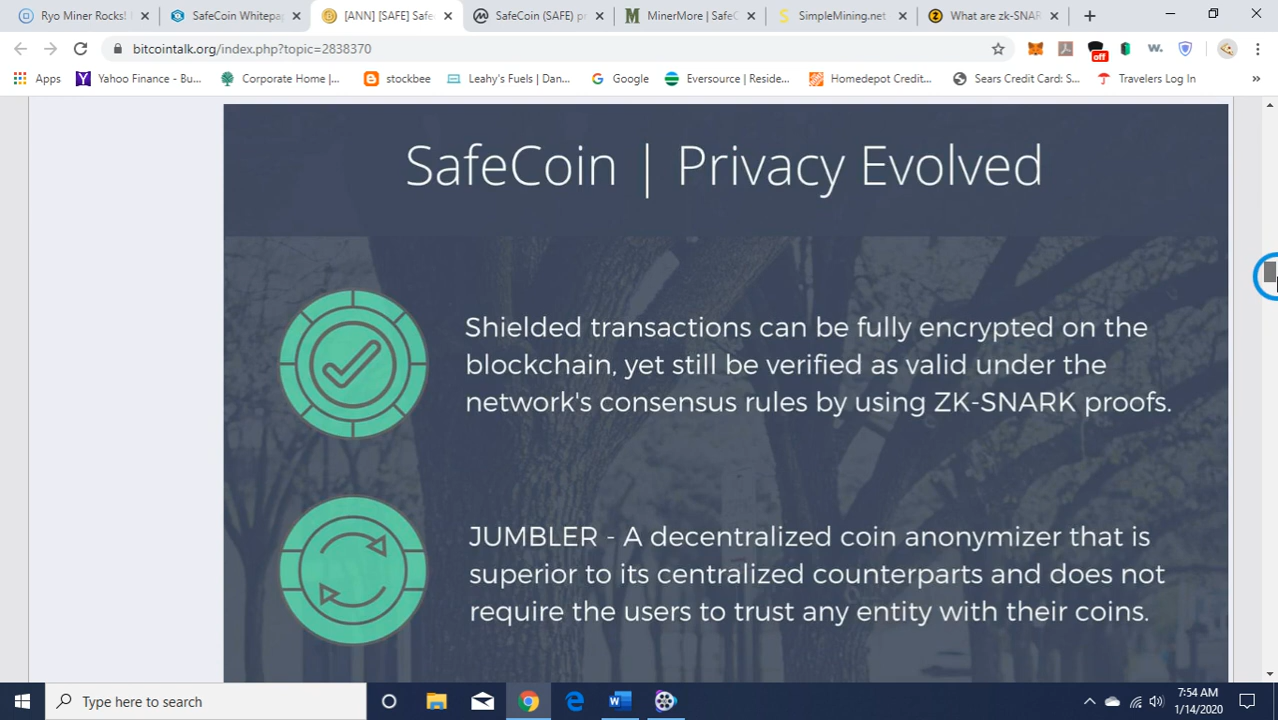 Ryo Miner Rocks!
SafeCoin Whitepap
[ANN] [SAFE] Safe
SafeCoin (SAFE) pr
MinerMore | SafeC
SimpleMining.net
What are zk-SNAR
bitcointalk.org/index.php?topic=2838370
off
w.
Apps
Yahoo Finance - Bu...
Corporate Home |...
stockbee
Leahy's Fuels | Dan...
Google
Eversource | Reside...
Homedepot Credit...
Sears Credit Card: S...
Travelers Log In
»
SafeCoin | Privacy Evolved
Shielded transactions can be fully encrypted on the
blockchain, yet still be verified as valid under the
network's consensus rules by using ZK-SNARK proofs.
JUMBLER - A decentralized coin anonymizer that is
superior to its centralized counterparts and does not
require the users to trust any entity with their coins.
Type here to search
7:54 AM
1/14/2020